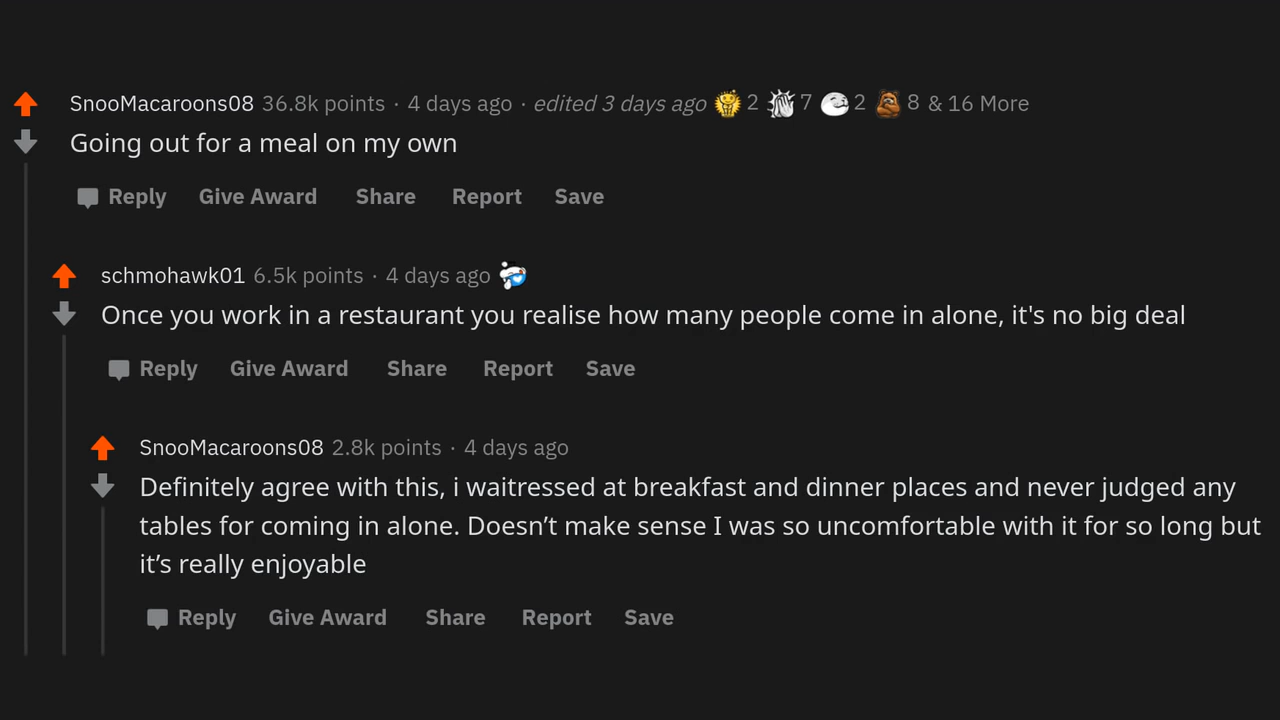 SnooMacaroons08 36.8k points · 4 days ago · edited 3 days ago 2 7 2 8 & 16 More
Going out for a meal on my own
Reply Give Award Share Report Save
schmohawk01 6.5k points · 4 days ago
Once you work in a restaurant you realise how many people come in alone, it's no big deal
Reply Give Award Share Report Save
SnooMacaroons08 2.8k points · 4 days ago
Definitely agree with this, i waitressed at breakfast and dinner places and never judged any
tables for coming in alone. Doesn’t make sense I was so uncomfortable with it for so long but
it’s really enjoyable
Reply Give Award Share Report Save